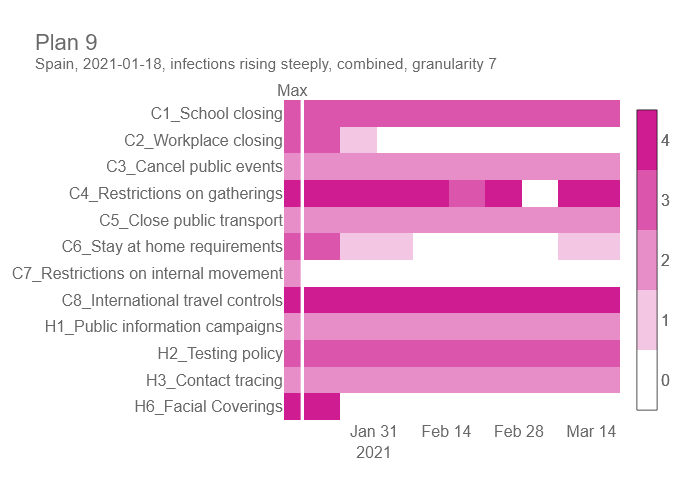 Plan 9
Spain, 2021-01-18, infections rising steeply, combined, granularity 7
Max
C1_School closing
C2_Workplace closing
C3_Cancel public events
C4_Restrictions on gatherings
C5_Close public transport
C6_Stay at home requirements
C7_Restrictions on internal movement
C8_International travel controls
H1_Public information campaigns
H2_Testing policy
H3_Contact tracing
H6_Facial Coverings
Jan 31 Feb 14 Feb 28 Mar 14
2021
4
3
2
1
0